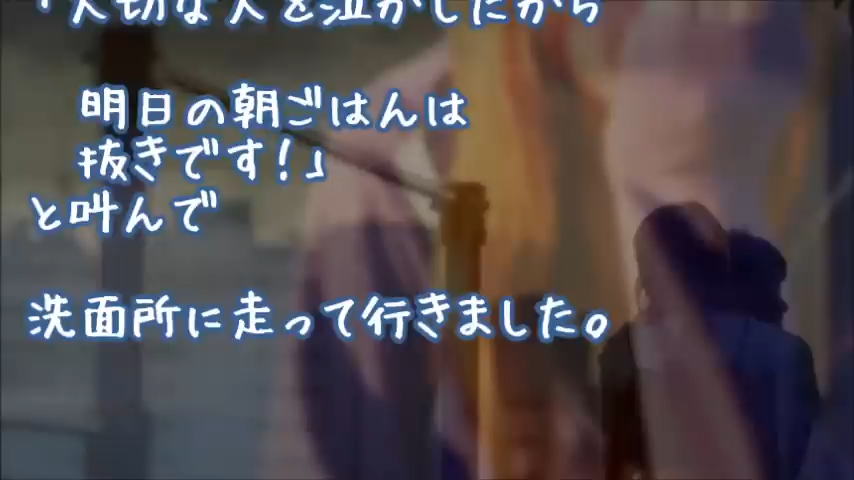 「大切な人を泣かしたから
明日の朝ごはんは
抜きです！」
と叫んで
洗面所に走って行きました。